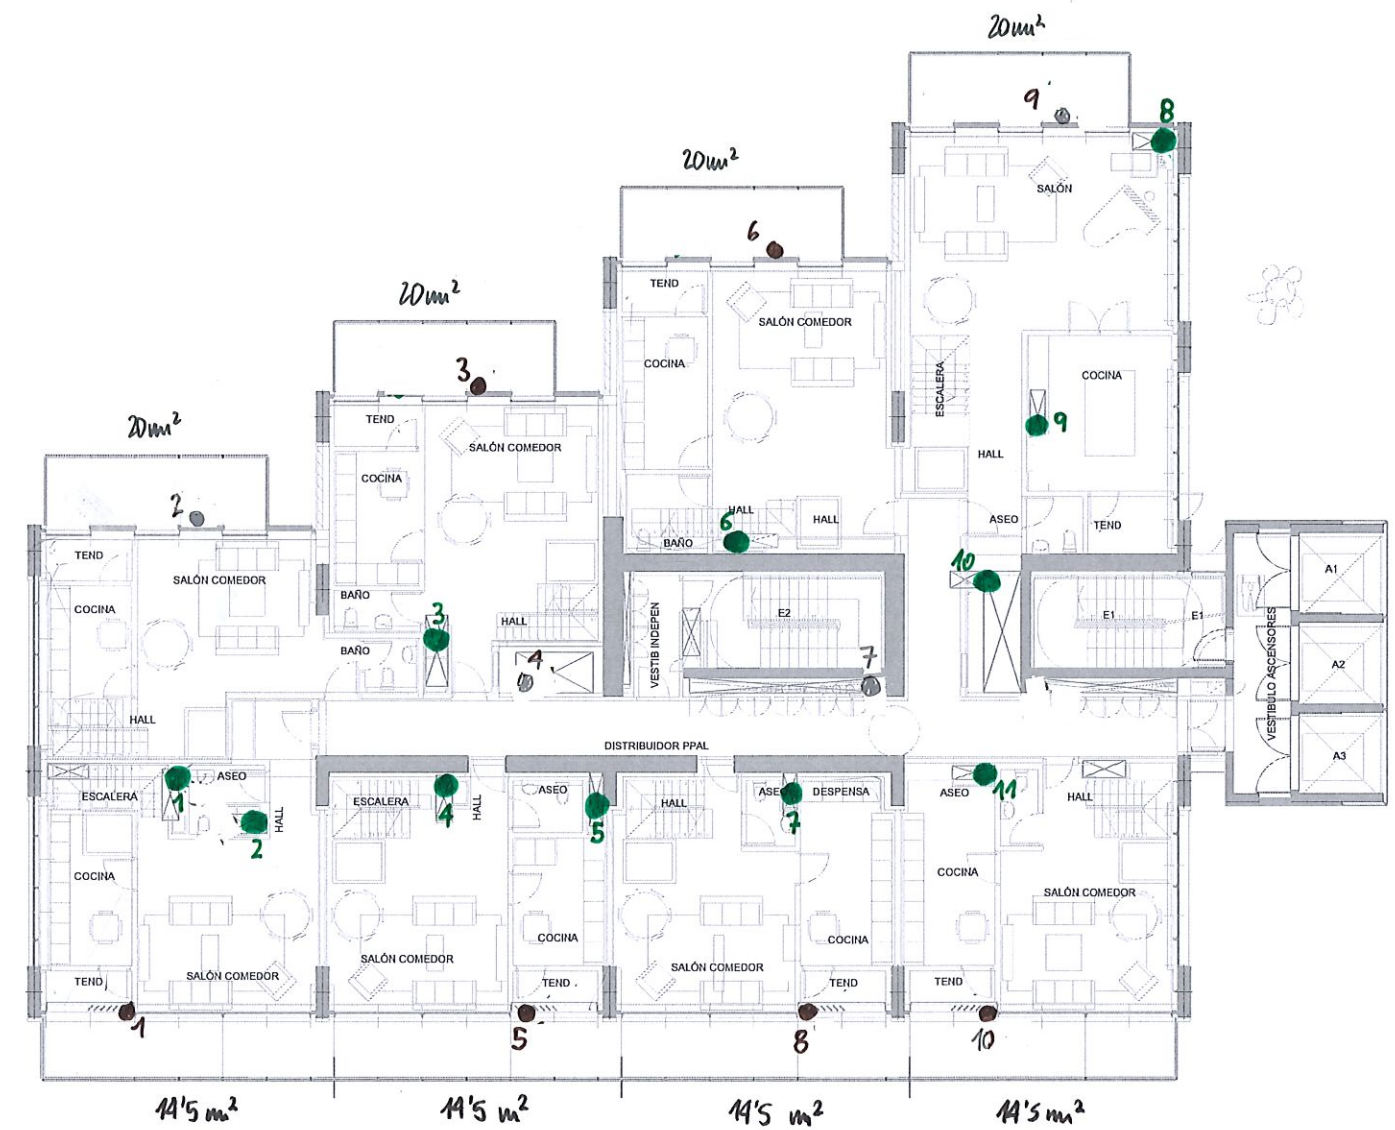 20m²
9
8
SALÓN
20m²
6
TEND
SALÓN COMEDOR
COCINA
ESCALERA
COCINA
9
HALL
20m²
3
TEND
SALÓN COMEDOR
COCINA
HALL
6
HALL
BAÑO
ASEO
TEND
20m²
2
TEND
SALÓN COMEDOR
COCINA
HALL
BAÑO
3
HALL
BAÑO
4
VESTIB INDEPEN
E2
7
10
E1
E1
A1
A2
A3
VESTIBULO ASCENSORES
DISTRIBUIDOR PPAL
ASEO
ESCALERA
1
2
HALL
COCINA
TEND
SALÓN COMEDOR
1
ESCALERA
4
HALL
ASEO
5
COCINA
SALÓN COMEDOR
TEND
5
HALL
ASEO
7
DESPENSA
COCINA
SALÓN COMEDOR
TEND
8
ASEO
11
HALL
COCINA
SALÓN COMEDOR
TEND
10
14'5 m²
14'5 m²
14'5 m²
14'5 m²